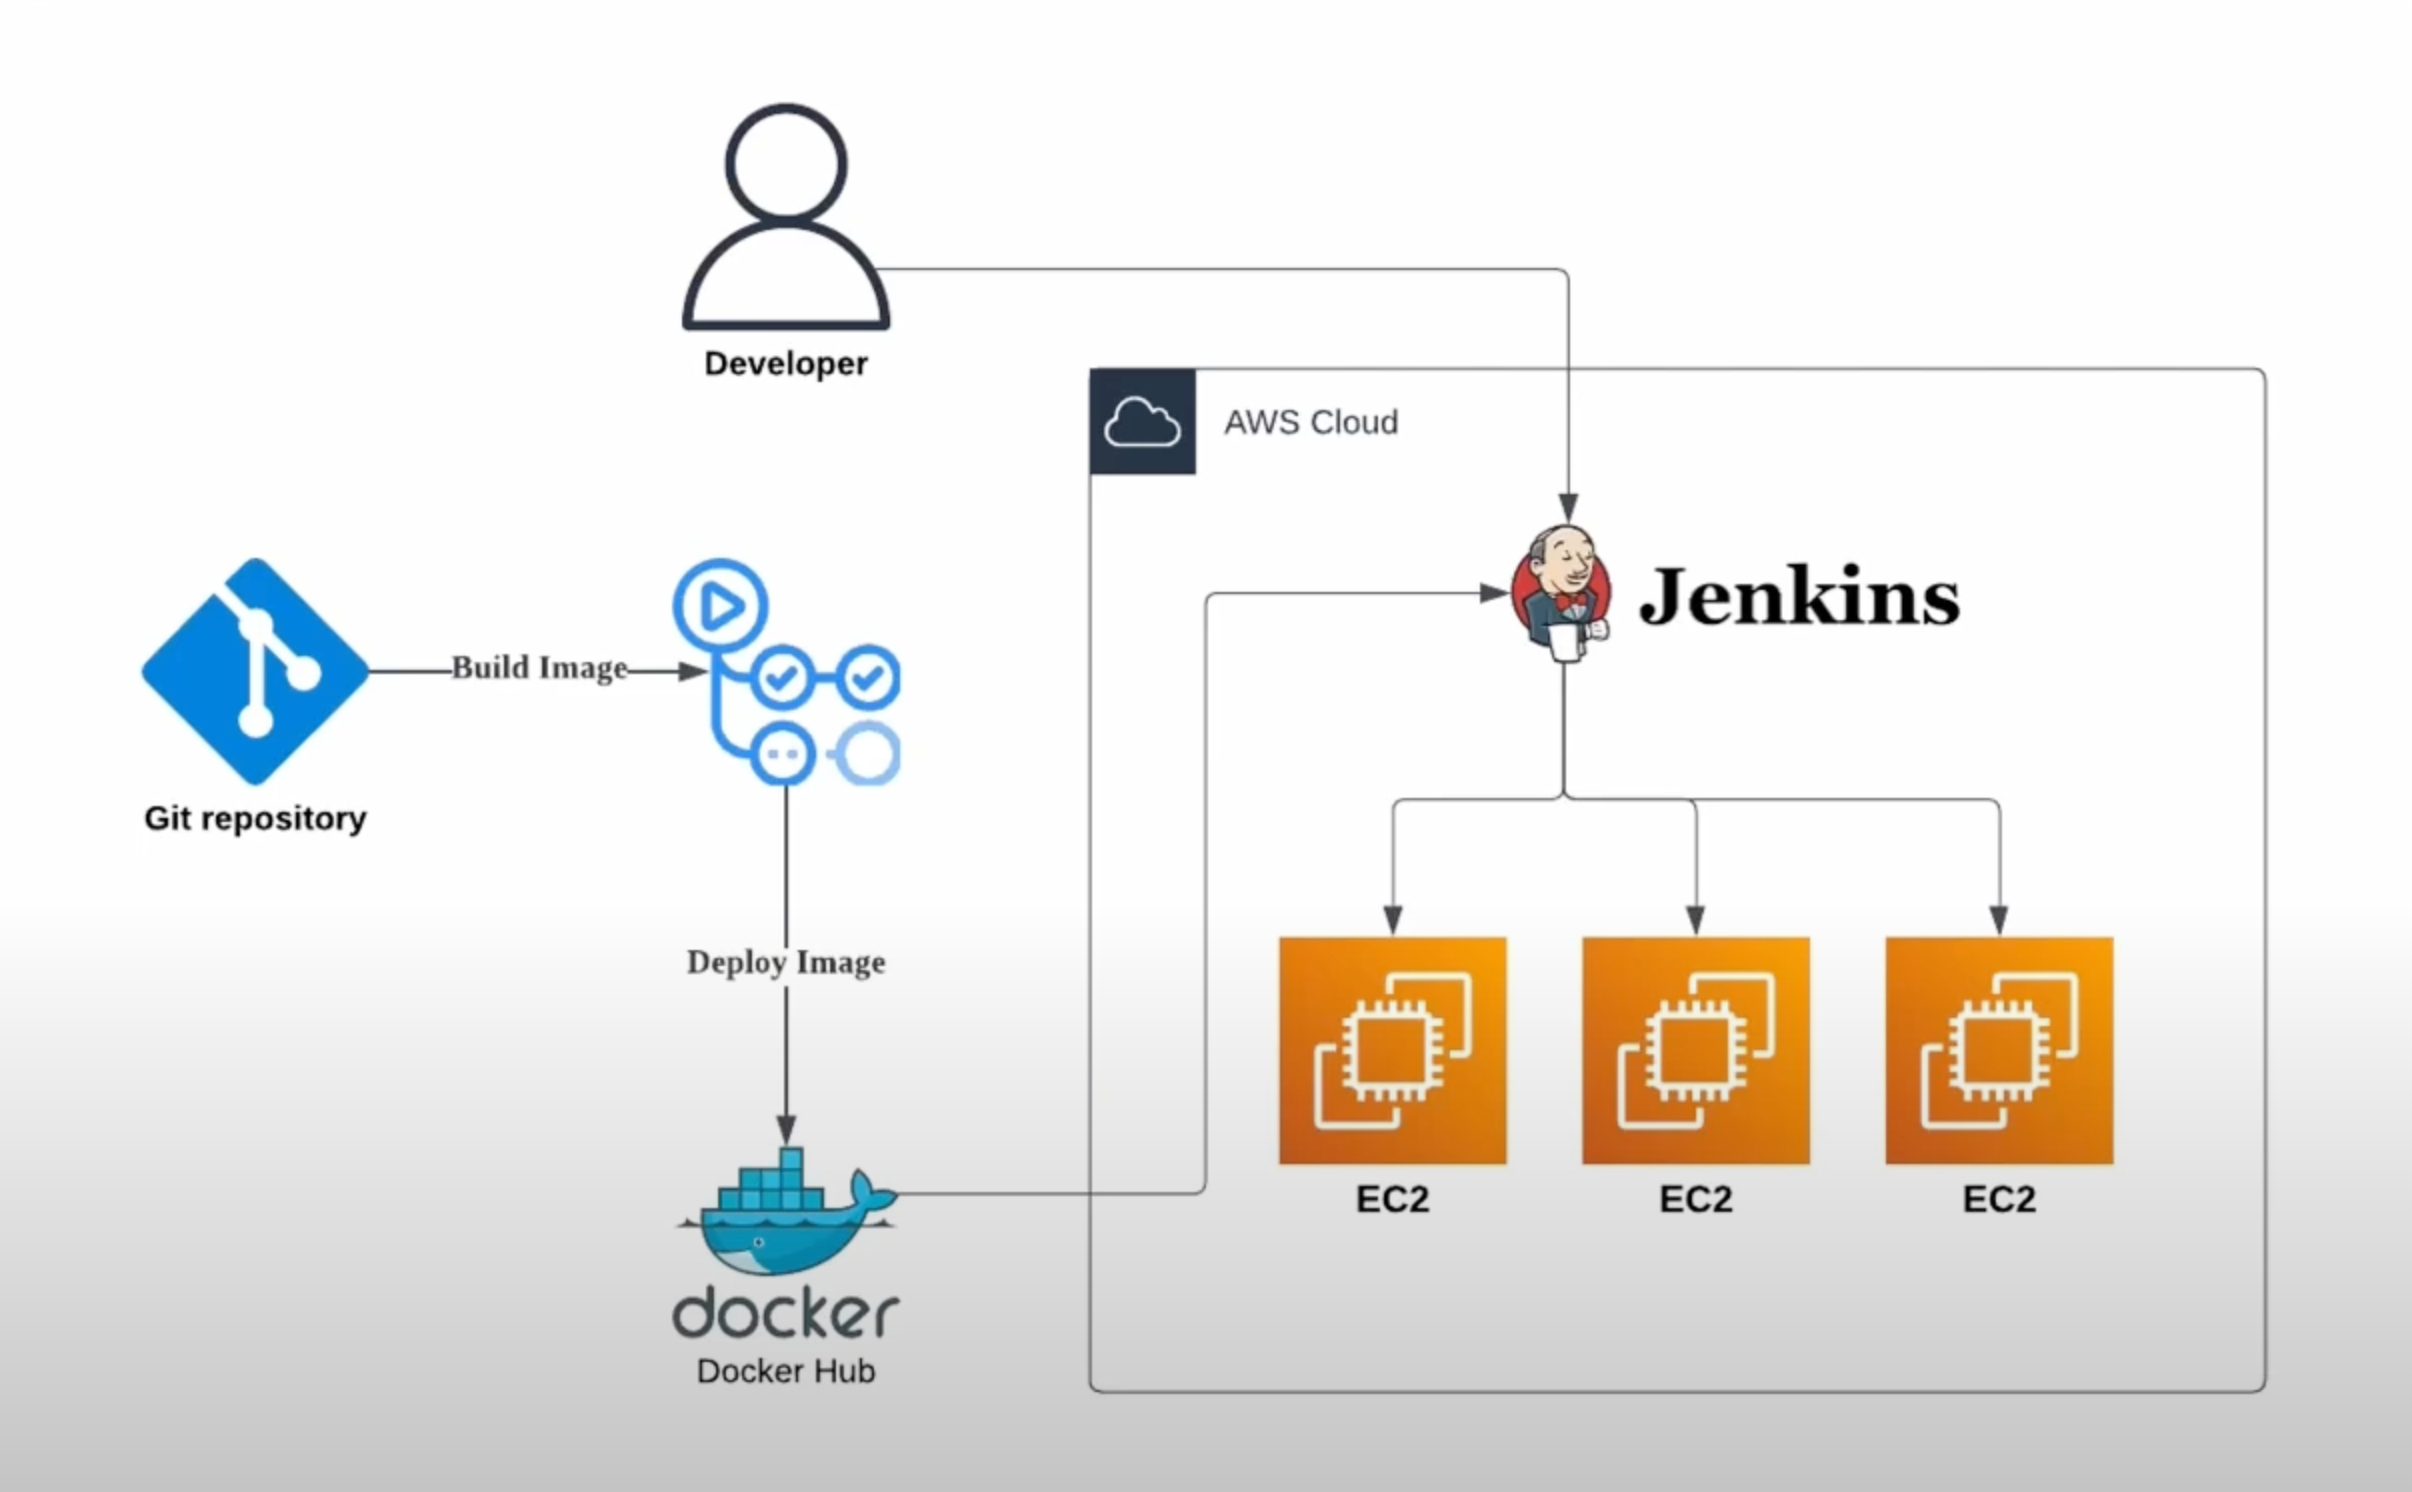 Developer
AWS Cloud
Jenkins
Build Image
Git repository
Deploy Image
EC2
EC2
EC2
docker
Docker Hub